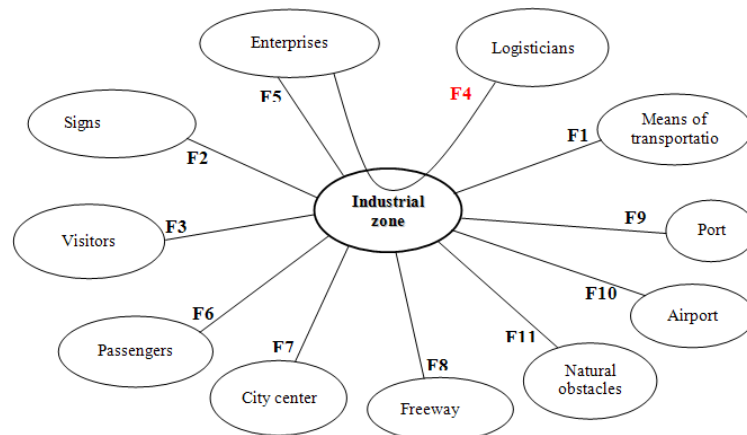 Enterprises
Logisticians
F4
F5
Means of
transportatio
Signs
F1
F2
Industrial
zone
F9
Port
F3
Visitors
F10
Airport
F6
Passengers
F7
F11
Natural
obstacles
F8
City center
Freeway